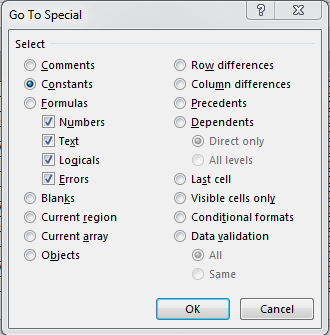 Go To Special
?
Select
Comments
Constants
Formulas
Numbers
Text
Logicals
Errors
Blanks
Current region
Current array
Objects
Row differences
Column differences
Precedents
Dependents
Direct only
All levels
Last cell
Visible cells only
Conditional formats
Data validation
All
Same
OK
Cancel